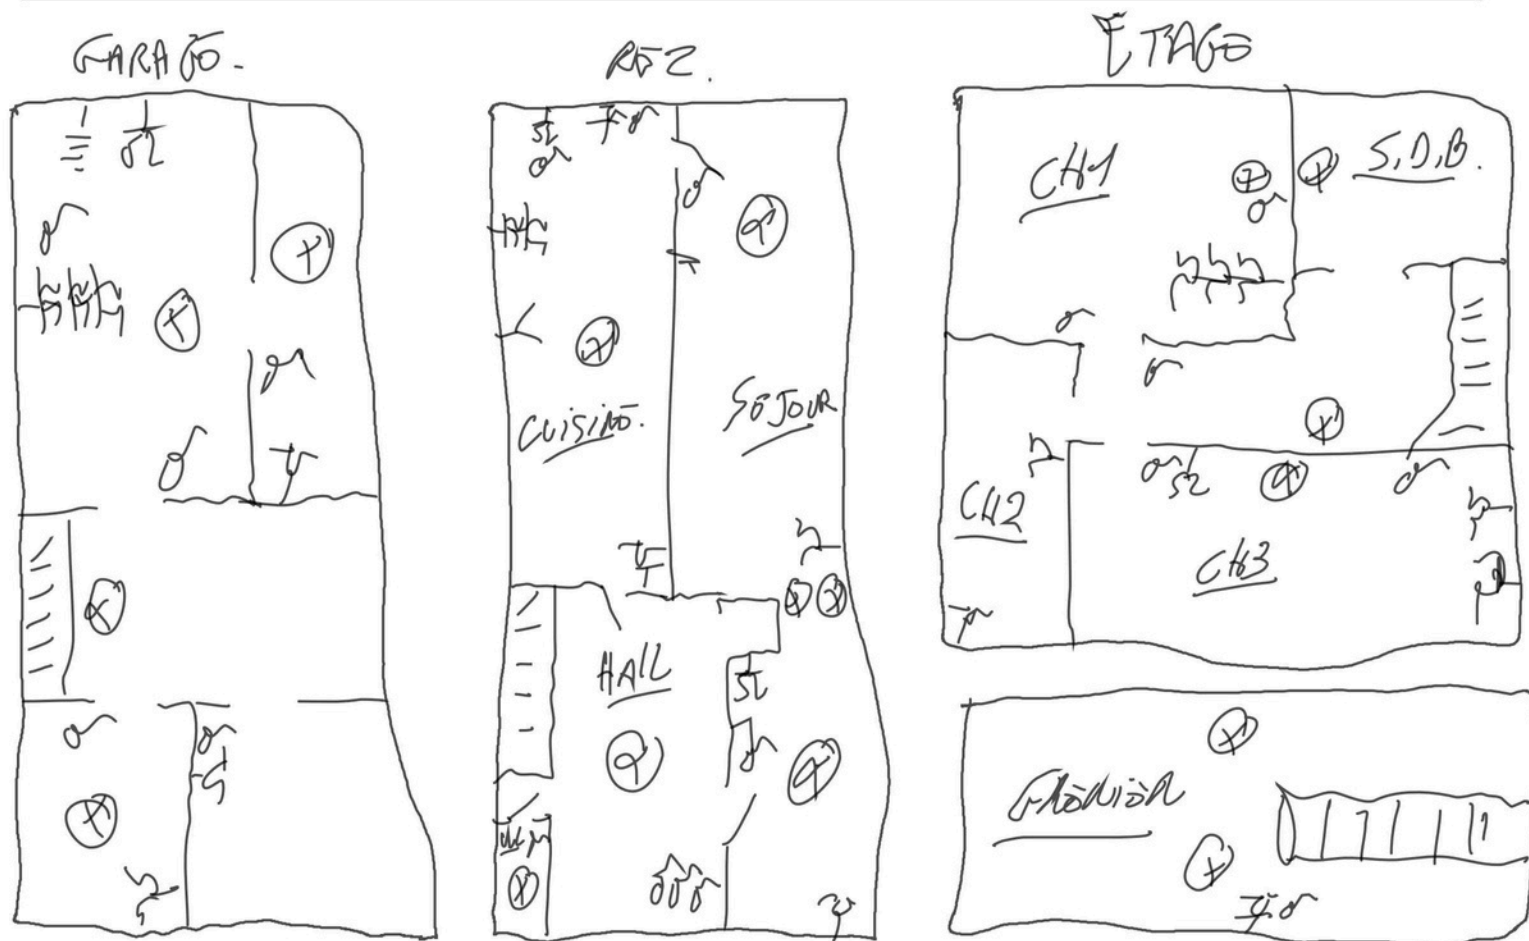 GARAGE.
REZ.
ETAGE
CH1
S.D.B.
CUISINE.
SEJOUR
CH2
CH3
HALL
GRENIER